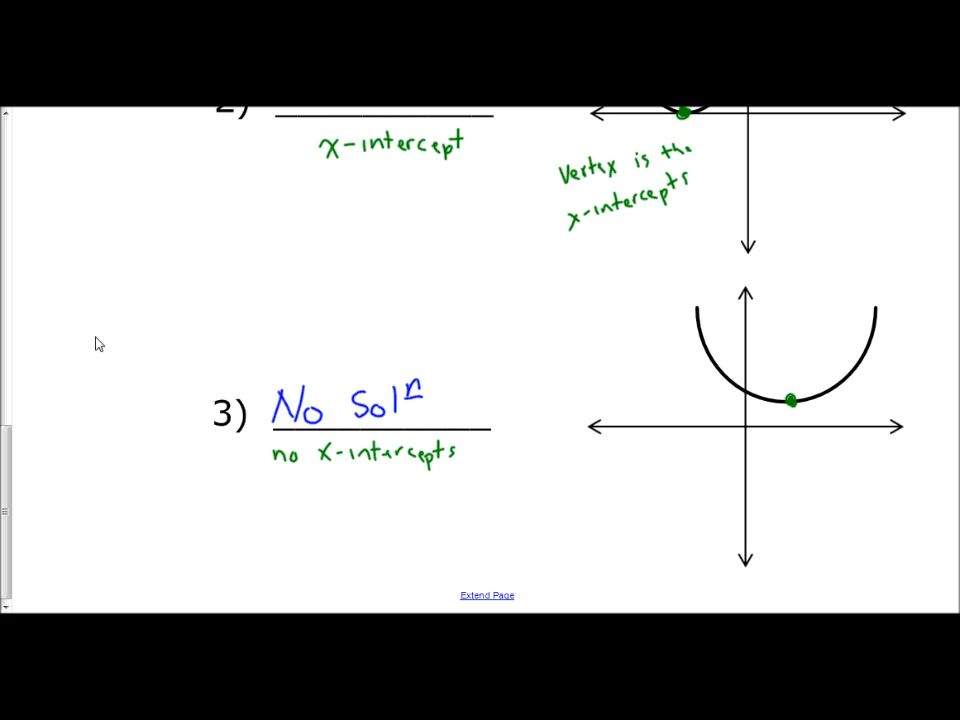 2)
x-intercept
Vertex is the
x-intercepts
3) No Solⁿ
no x-intercepts
Extend Page